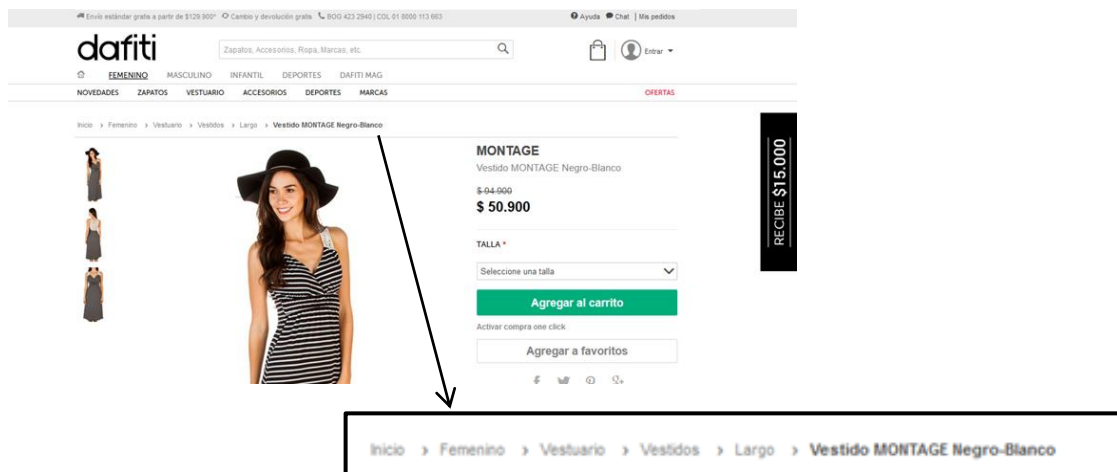 Envío estándar gratis a partir de $129.900* Cambio y devolución gratis BOG 423 2940 | COL 01 8000 113 663 Ayuda Chat | Mis pedidos
dafiti
Zapatos, Accesorios, Ropa, Marcas, etc.
Entrar
FEMENINO MASCULINO INFANTIL DEPORTES DAFITI MAG
NOVEDADES ZAPATOS VESTUARIO ACCESORIOS DEPORTES MARCAS OFERTAS
Inicio > Femenino > Vestuario > Vestidos > Largo > Vestido MONTAGE Negro-Blanco
MONTAGE
Vestido MONTAGE Negro-Blanco
$ 94.900
$ 50.900
TALLA *
Seleccione una talla
Agregar al carrito
Activar compra one click
Agregar a favoritos
RECIBE $15.000
Inicio > Femenino > Vestuario > Vestidos > Largo > Vestido MONTAGE Negro-Blanco